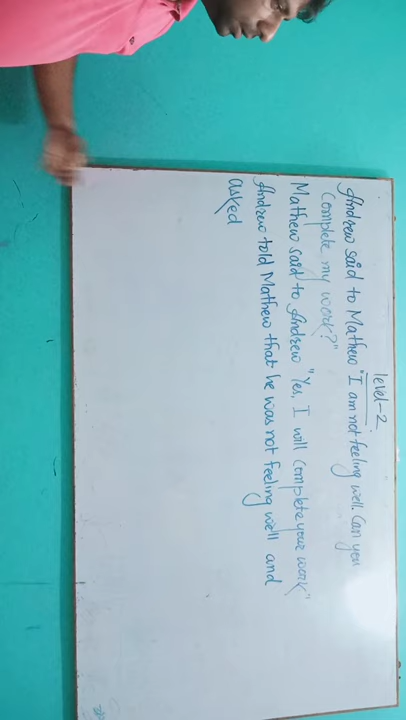 level-2
Andrew said to Mathew "I am not feeling well. Can you
Complete my work?"
Mathew said to Andrew "Yes, I will Complete your work"
Andrew told Mathew that he was not feeling well and
asked